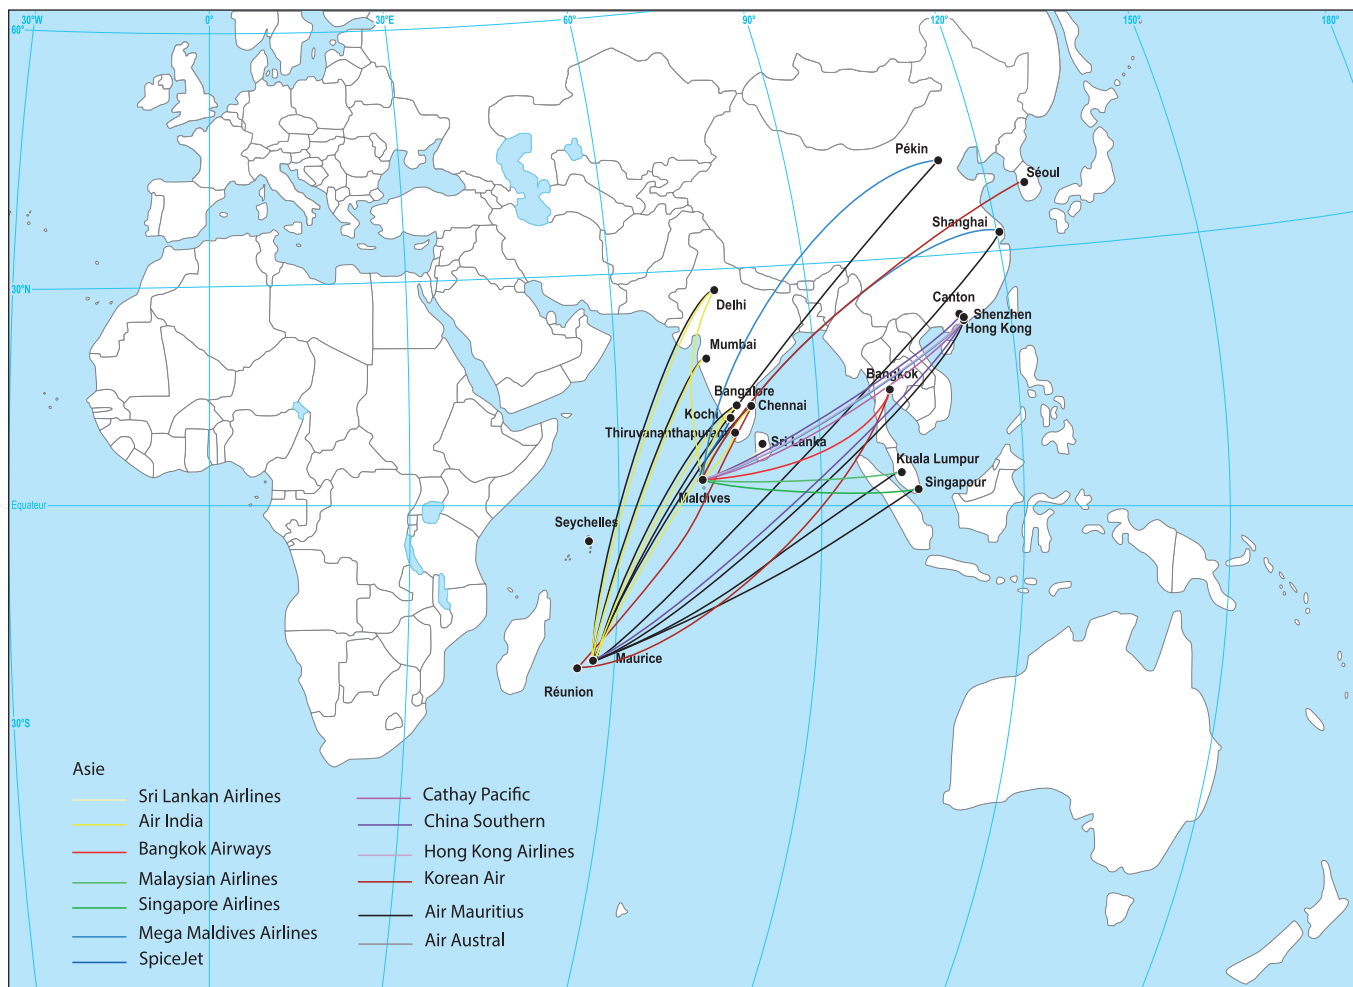 30°W
0°
30°E
60°
90°
120°
150°
180°
60°
Pékin
Séoul
Shanghai
30°N
Delhi
Canton
Shenzhen
Hong Kong
Mumbai
Bangkok
Bangalore
Kochi
Chennai
Thiruvananthapuram
Sri Lanka
Kuala Lumpur
Singapour
Maldives
Equateur
Seychelles
Maurice
Réunion
30°S
Asie
Sri Lankan Airlines
Air India
Bangkok Airways
Malaysian Airlines
Singapore Airlines
Mega Maldives Airlines
SpiceJet
Cathay Pacific
China Southern
Hong Kong Airlines
Korean Air
Air Mauritius
Air Austral